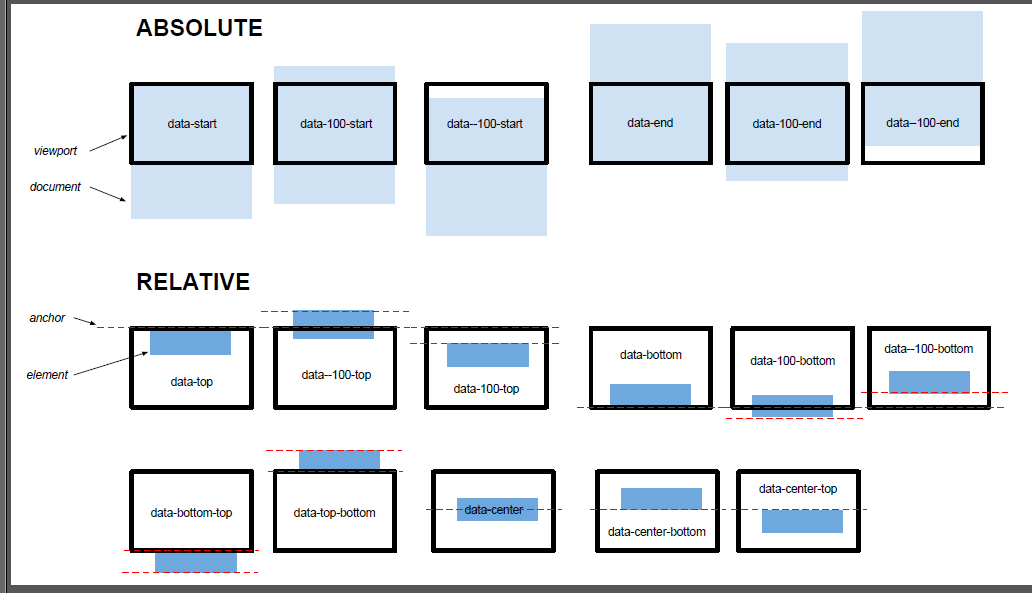 ABSOLUTE
data-start
data-100-start
data--100-start
data-end
data-100-end
data--100-end
viewport
document
RELATIVE
anchor
element
data-top
data--100-top
data-100-top
data-bottom
data-100-bottom
data--100-bottom
data-bottom-top
data-top-bottom
data-center
data-center-bottom
data-center-top